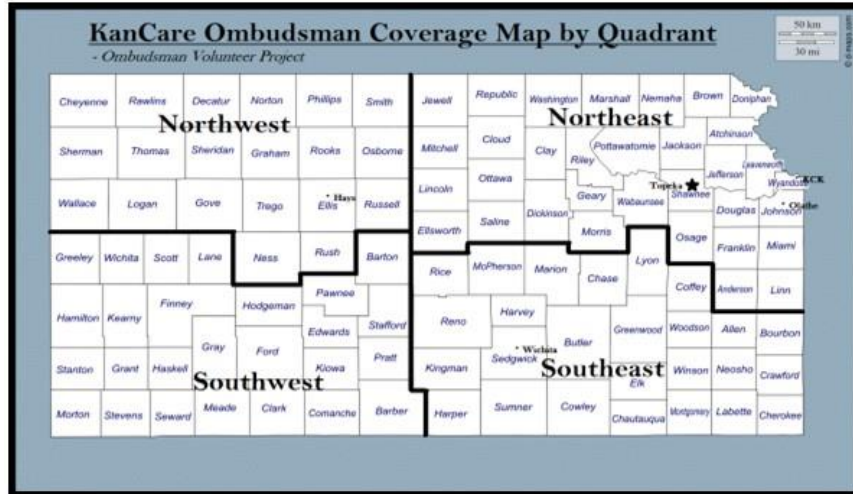 KanCare Ombudsman Coverage Map by Quadrant
- Ombudsman Volunteer Project
50 km
30 mi
© d-maps.com
Cheyenne Rawlins Decatur Norton Phillips Smith Jewell Republic Washington Marshall Nemaha Brown Doniphan
Northwest Northeast
Atchinson
Sherman Thomas Sheridan Graham Rooks Osborne Mitchell Cloud Clay Riley Pottawatomie Jackson Jefferson Leavenworth
Wyandotte KCK
Wallace Logan Gove Trego Ellis Hays Russell Lincoln Ottawa Geary Wabaunsee Topeka Shawnee Douglas Johnson Olathe
Ellsworth Saline Dickinson Morris Osage Franklin Miami
Greeley Wichita Scott Lane Ness Rush Barton Rice McPherson Marion Chase Lyon Coffey Anderson Linn
Hamilton Kearny Finney Hodgeman Pawnee Edwards Stafford Reno Harvey Butler Greenwood Woodson Allen Bourbon
Wichita
Stanton Grant Haskell Gray Ford Kiowa Pratt Kingman Sedgwick Elk Winson Neosho Crawford
Southwest Southeast
Morton Stevens Seward Meade Clark Comanche Barber Harper Sumner Cowley Chautauqua Montgomery Labette Cherokee